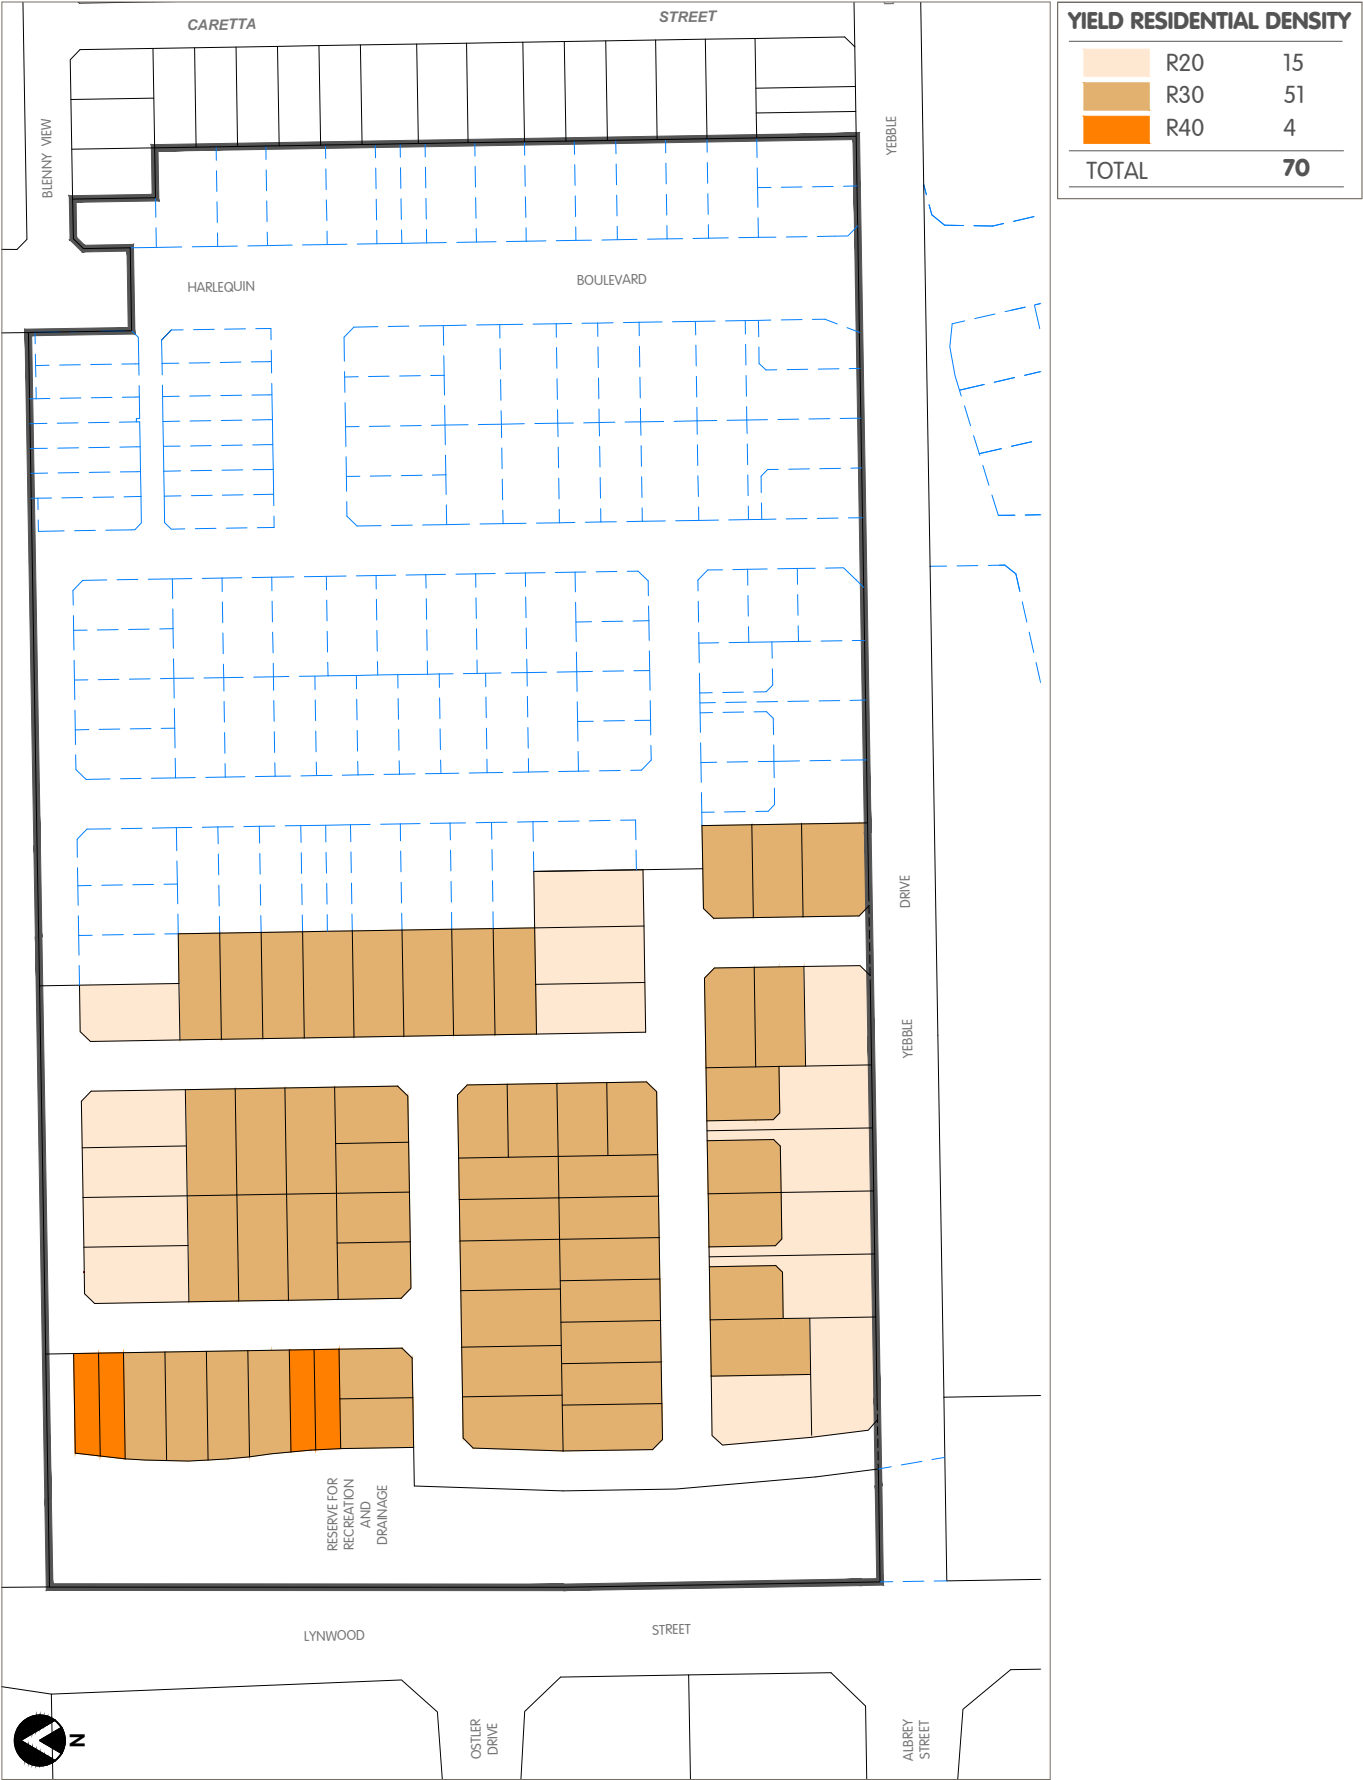 CARETTA STREET
YIELD RESIDENTIAL DENSITY
R20 15
R30 51
R40 4
TOTAL 70
BLENNY VIEW
YEBBLE
HARLEQUIN BOULEVARD
DRIVE
YEBBLE
RESERVE FOR
RECREATION
AND
DRAINAGE
LYNWOOD STREET
OSTLER
DRIVE
ALBREY
STREET
N